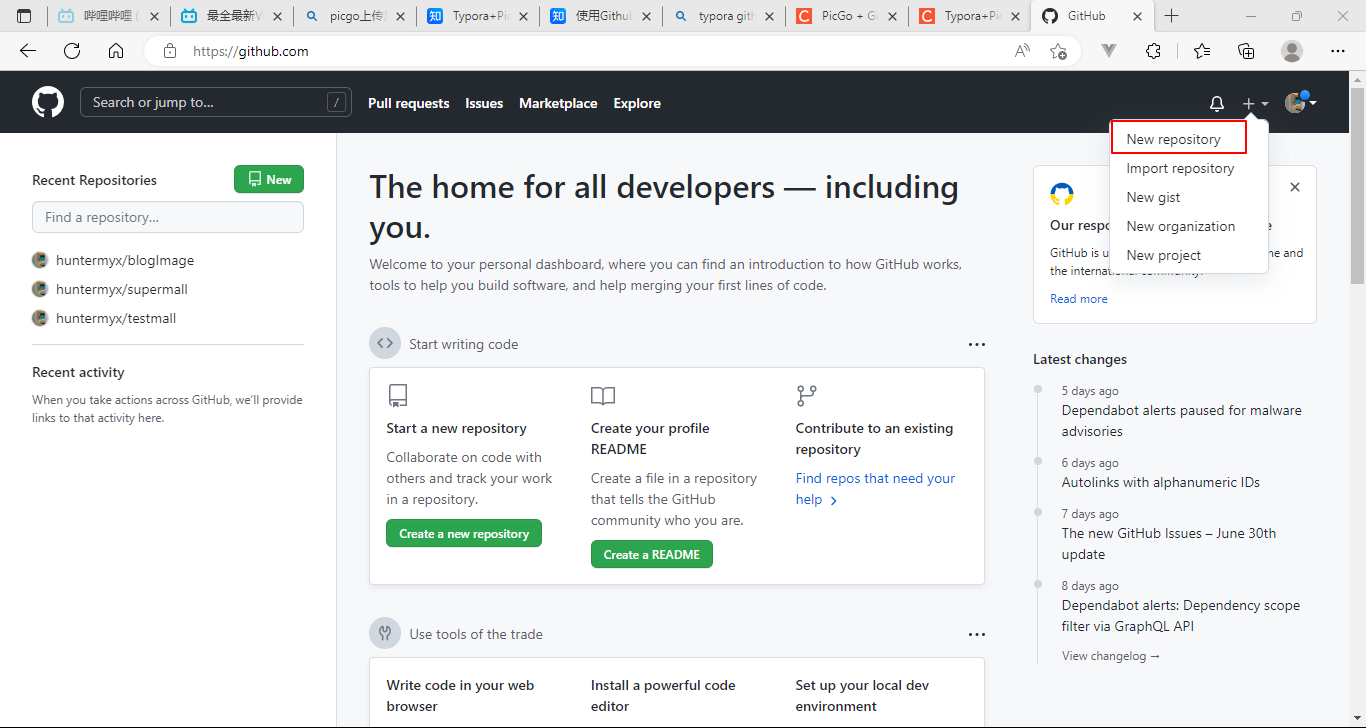 哔哩哔哩 (
最全最新V
picgo上传
Typora+Pi
使用Github
typora gitl
PicGo + Gi
Typora+Pi
GitHub
https://github.com
Search or jump to...
/
Pull requests
Issues
Marketplace
Explore
New repository
Import repository
New gist
New organization
New project
Recent Repositories
New
Find a repository...
huntermyx/blogImage
huntermyx/supermall
huntermyx/testmall
Recent activity
When you take actions across GitHub, we'll provide
links to that activity here.
The home for all developers — including
you.
Welcome to your personal dashboard, where you can find an introduction to how GitHub works,
tools to help you build software, and help merging your first lines of code.
Start writing code
Start a new repository
Collaborate on code with
others and track your work
in a repository.
Create a new repository
Create your profile
README
Create a file in a repository
that tells the GitHub
community who you are.
Create a README
Contribute to an existing
repository
Find repos that need your
help
Use tools of the trade
Write code in your web
browser
Install a powerful code
editor
Set up your local dev
environment
Our respo e
GitHub is u me and
the international community.
Read more
Latest changes
5 days ago
Dependabot alerts paused for malware
advisories
6 days ago
Autolinks with alphanumeric IDs
7 days ago
The new GitHub Issues – June 30th
update
8 days ago
Dependabot alerts: Dependency scope
filter via GraphQL API
View changelog →